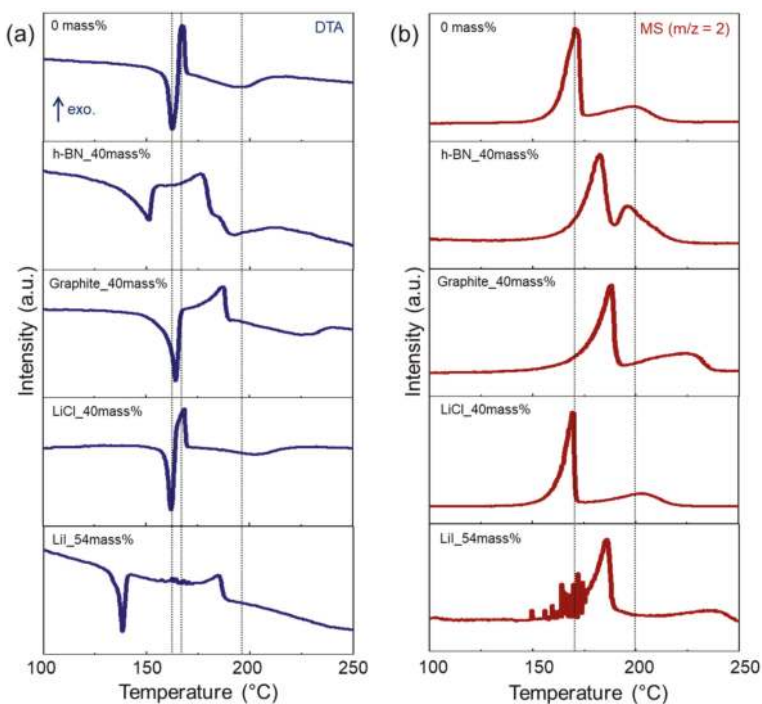 (a)
0 mass%
DTA
exo.
h-BN_40mass%
Graphite_40mass%
LiCl_40mass%
LiI_54mass%
Intensity (a.u.)
100 150 200 250
Temperature (°C)
(b)
0 mass%
MS (m/z = 2)
h-BN_40mass%
Graphite_40mass%
LiCl_40mass%
LiI_54mass%
Intensity (a.u.)
100 150 200 250
Temperature (°C)